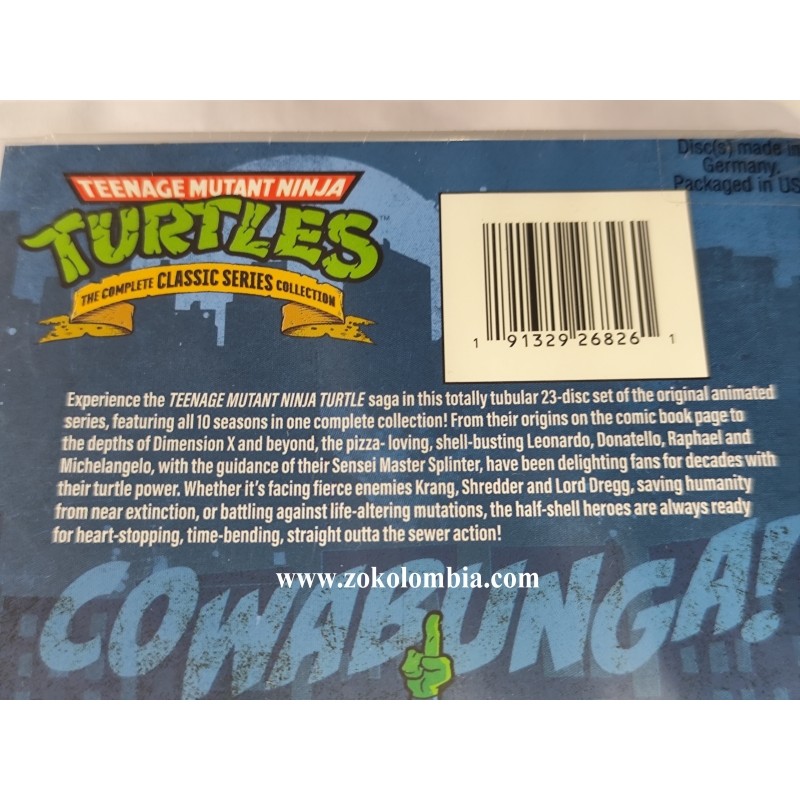 Disc(s) made in
Germany.
Packaged in US
TEENAGE MUTANT NINJA
TURTLES™
THE COMPLETE CLASSIC SERIES COLLECTION
1 91329 26826 1
Experience the TEENAGE MUTANT NINJA TURTLE saga in this totally tubular 23-disc set of the original animated
series, featuring all 10 seasons in one complete collection! From their origins on the comic book page to
the depths of Dimension X and beyond, the pizza- loving, shell-busting Leonardo, Donatello, Raphael and
Michelangelo, with the guidance of their Sensei Master Splinter, have been delighting fans for decades with
their turtle power. Whether it's facing fierce enemies Krang, Shredder and Lord Dregg, saving humanity
from near extinction, or battling against life-altering mutations, the half-shell heroes are always ready
for heart-stopping, time-bending, straight outta the sewer action!
www.zokolombia.com
COWABUNGA!